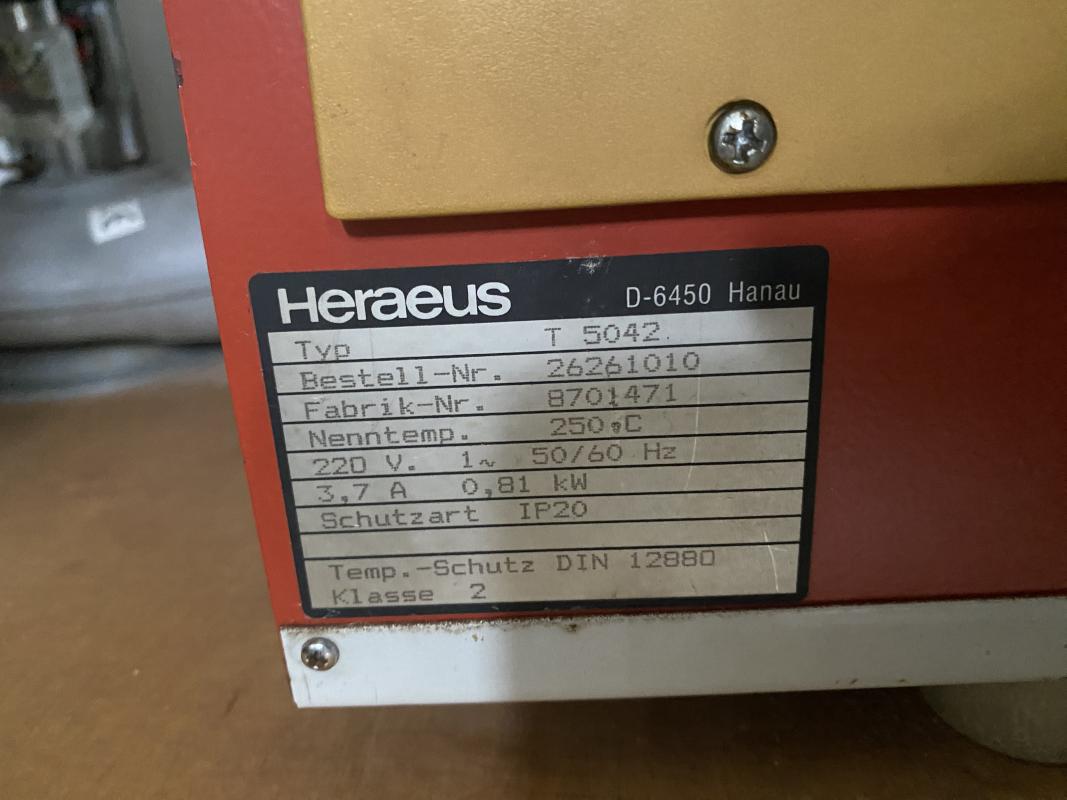 Heraeus D-6450 Hanau
Typ T 5042
Bestell-Nr. 26261010
Fabrik-Nr. 8701471
Nenntemp. 250°C
220 V. 1~ 50/60 Hz
3,7 A 0,81 kW
Schutzart IP20
Temp.-Schutz DIN 12880
Klasse 2